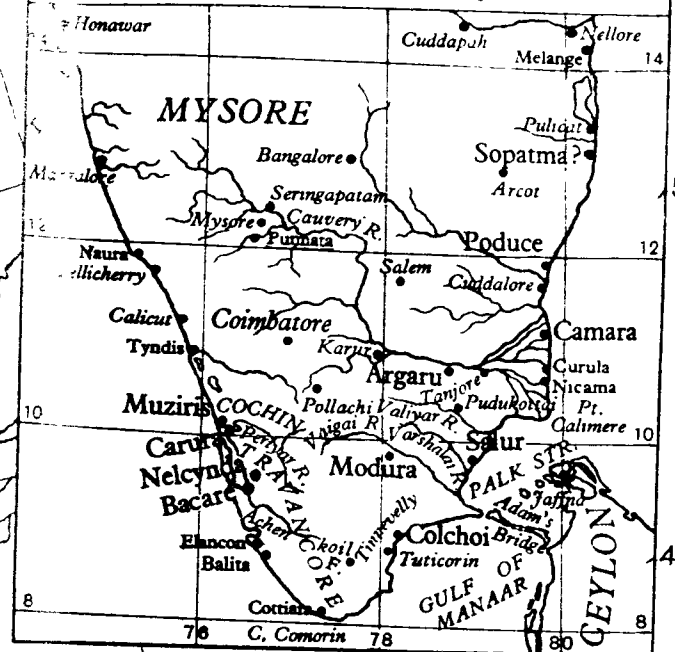 Honawar
Cuddapah
Nellore
Melange
14
MYSORE
Pulicat
Bangalore
Sopatma?
Arcot
Seringapatam
Mysore
Cauvery R.
Punnata
12
Poduce
12
Naura
Salem
Cuddalore
Calicut
Coimbatore
Camara
Tyndis
Karur
Argaru
Curula
Nicama
Tanjore
Pollachi
Valiyar R.
Pudukottai
Pt.
Calimere
Muziris
COCHIN
10
Vaigai R.
Varshalai R.
10
Carura
Periyar R.
Salur
Nelcynda
Modura
PALK STR.
Bacare
TRAVANCORE
Jaffna
Adam's
Bridge
Achenkoil
Tinnevelly
Colchoi
Elancon
Balita
Tuticorin
GULF OF
MANAAR
CEYLON
8
Cottiara
8
76
C. Comorin
78
80